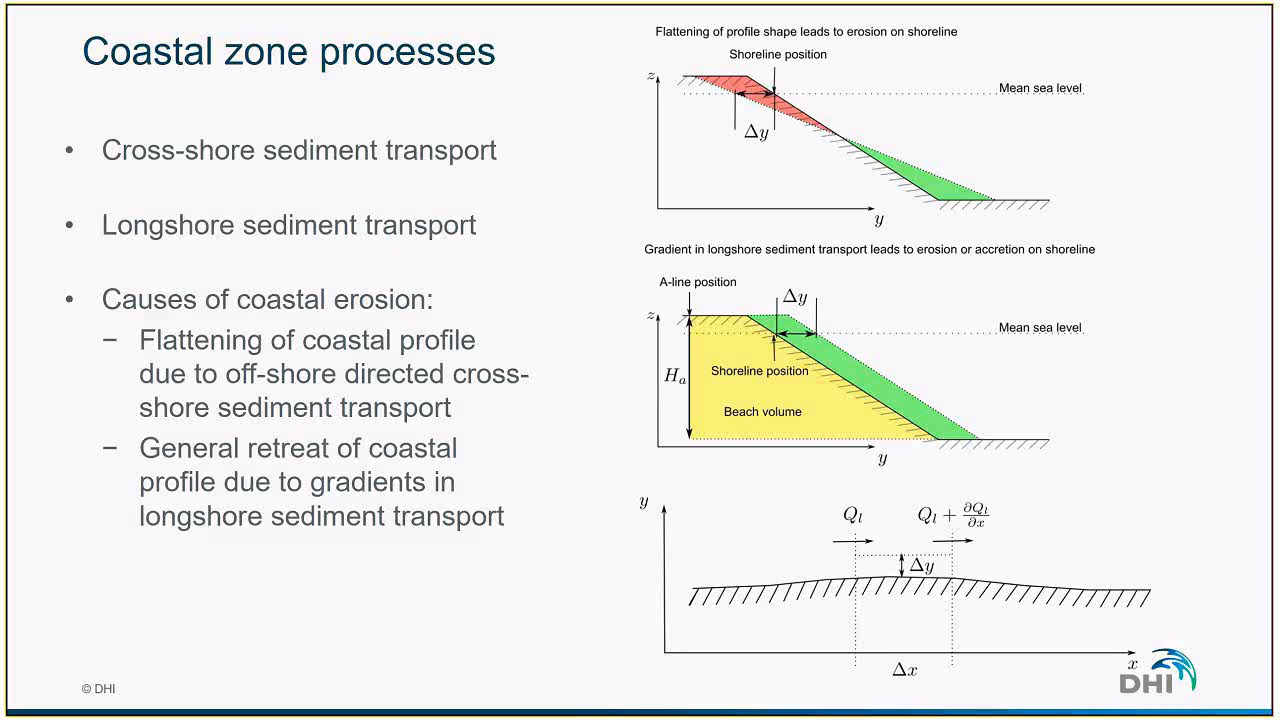 Coastal zone processes
• Cross-shore sediment transport
• Longshore sediment transport
• Causes of coastal erosion:
− Flattening of coastal profile
due to off-shore directed cross-
shore sediment transport
− General retreat of coastal
profile due to gradients in
longshore sediment transport
© DHI
Flattening of profile shape leads to erosion on shoreline
Shoreline position
z
Mean sea level
Δy
y
Gradient in longshore sediment transport leads to erosion or accretion on shoreline
A-line position
Δy
z
Mean sea level
Shoreline position
Hₐ
Beach volume
y
y
Qₗ
Qₗ + ∂Qₗ/∂x
Δy
Δx
x
DHI